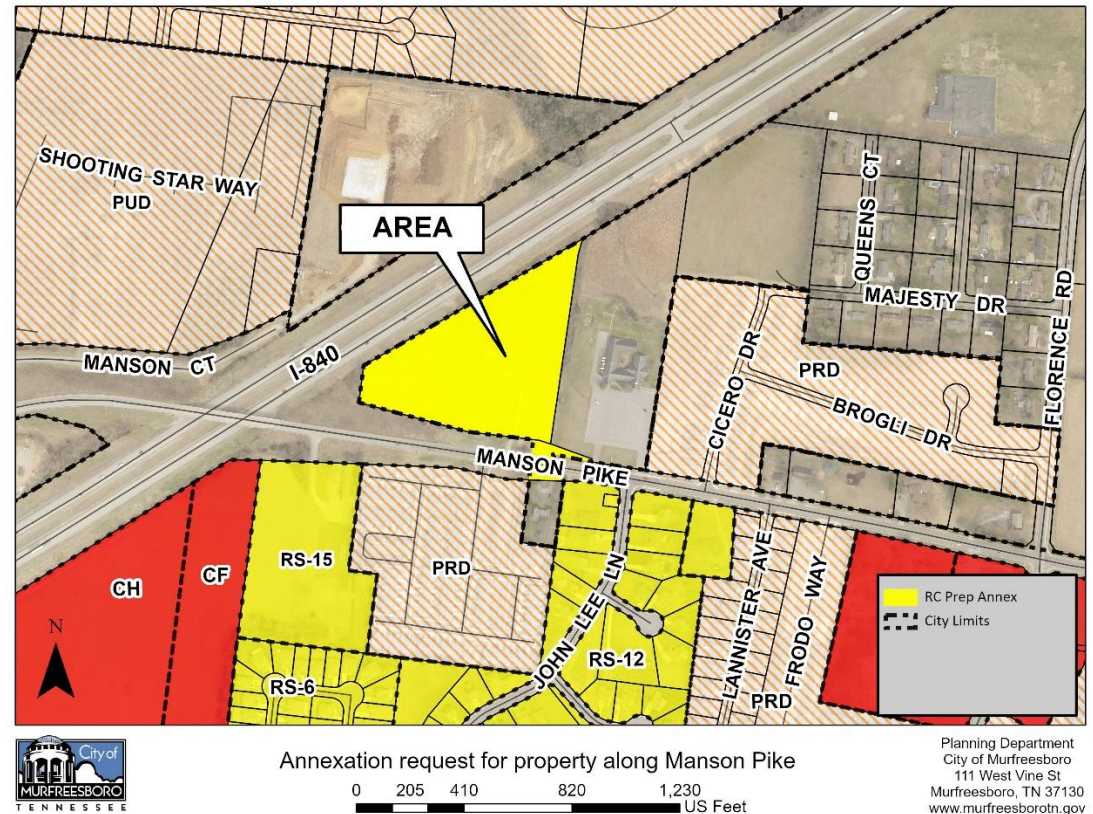 SHOOTING STAR WAY
PUD
AREA
QUEENS CT
MAJESTY DR
FLORENCE RD
MANSON CT
I-840
CICERO DR
PRD
BROGLI DR
MANSON PIKE
CH
CF
RS-15
PRD
JOHN LEE LN
RS-12
LANNISTER AVE
FRODO WAY
PRD
RS-6
N
RC Prep Annex
City Limits
City of
MURFREESBORO
TENNESSEE
Annexation request for property along Manson Pike
0 205 410 820 1,230
US Feet
Planning Department
City of Murfreesboro
111 West Vine St
Murfreesboro, TN 37130
www.murfreesborotn.gov